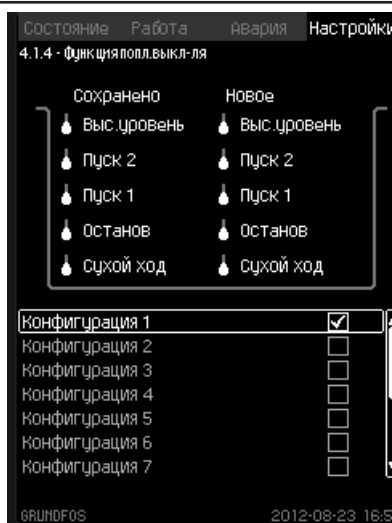 Состояние Работа Авария Настройки
4.1.4 - Функция попл.выкл-ля
Сохранено Новое
Выс.уровень Выс.уровень
Пуск 2 Пуск 2
Пуск 1 Пуск 1
Останов Останов
Сухой ход Сухой ход
Конфигурация 1
Конфигурация 2
Конфигурация 3
Конфигурация 4
Конфигурация 5
Конфигурация 6
Конфигурация 7
GRUNDFOS 2012-08-23 16:5